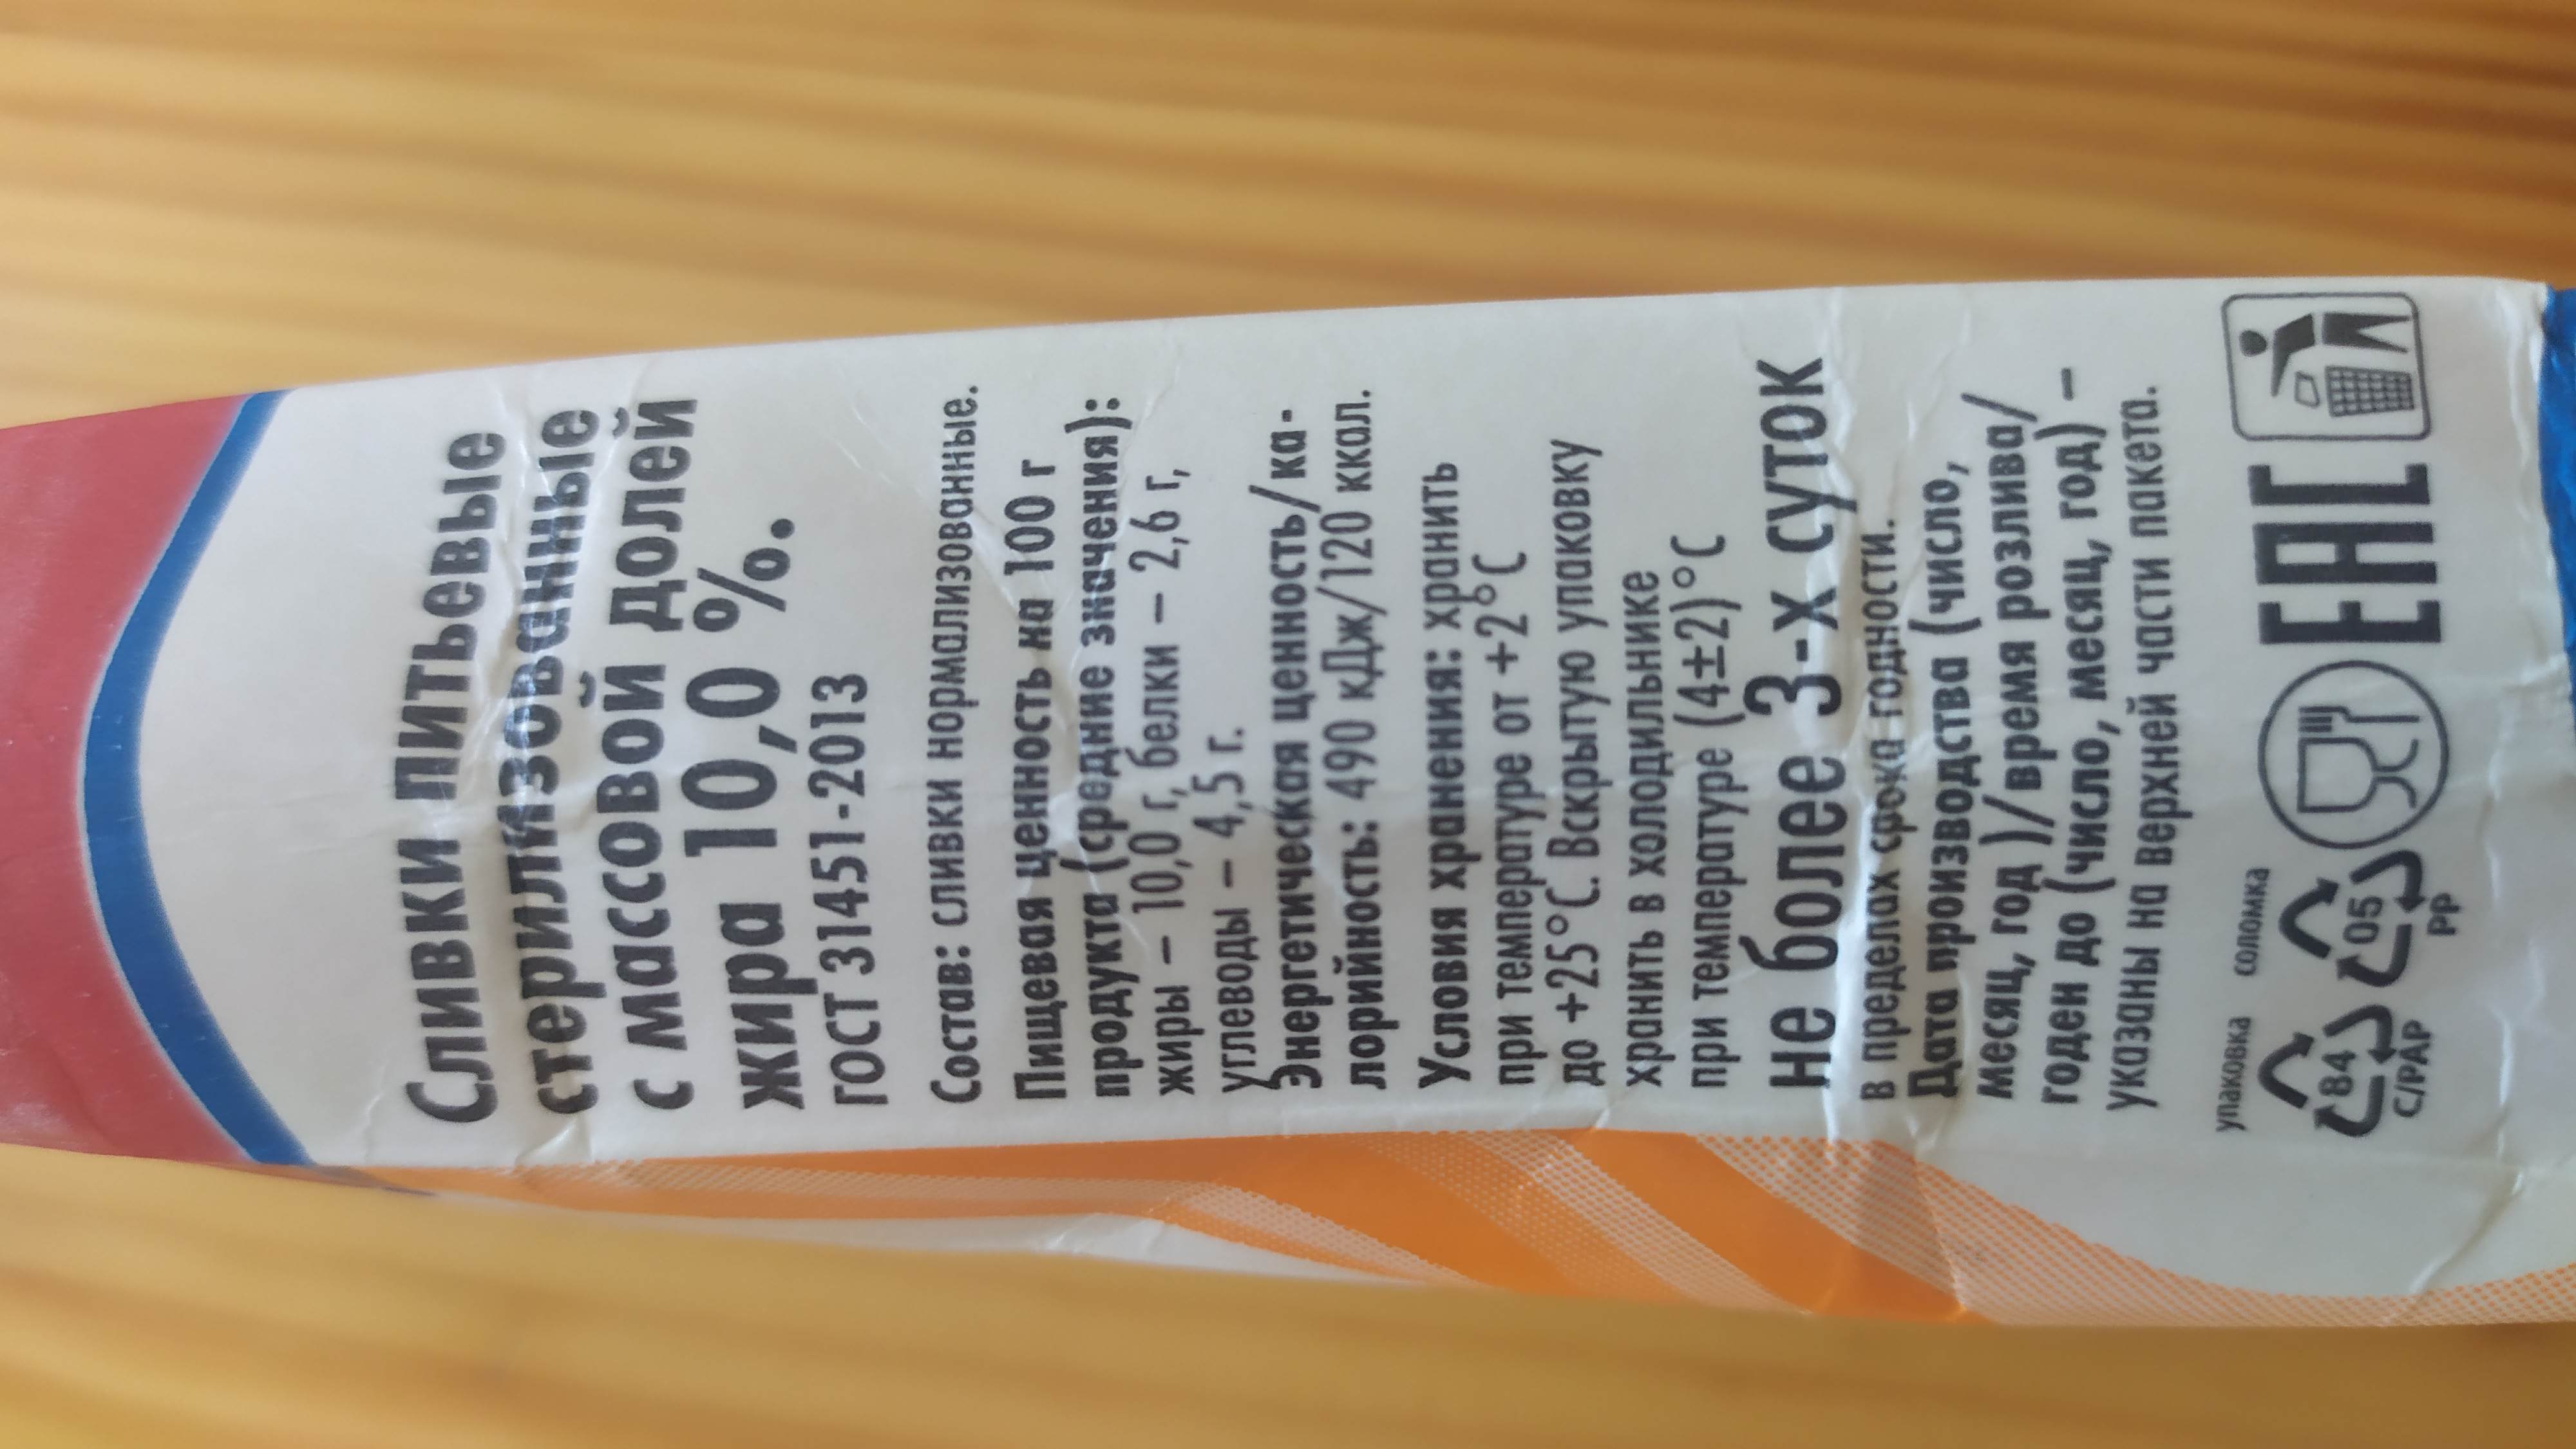 Сливки питьевые
стерилизованные
с массовой долей
жира 10,0 %.
ГОСТ 31451-2013
Состав: сливки нормализованные.
Пищевая ценность на 100 г
продукта (средние значения):
жиры – 10,0 г, белки – 2,6 г,
углеводы – 4,5 г.
Энергетическая ценность/ка-
лорийность: 490 кДж/120 ккал.
Условия хранения: хранить
при температуре от +2°С
до +25°С. Вскрытую упаковку
хранить в холодильнике
при температуре (4±2)°С
не более 3-х суток
в пределах срока годности.
Дата производства (число,
месяц, год )/время розлива/
годен до (число, месяц, год) –
указаны на верхней части пакета.
упаковка соломка
84 05 EAC
C/PAP PP